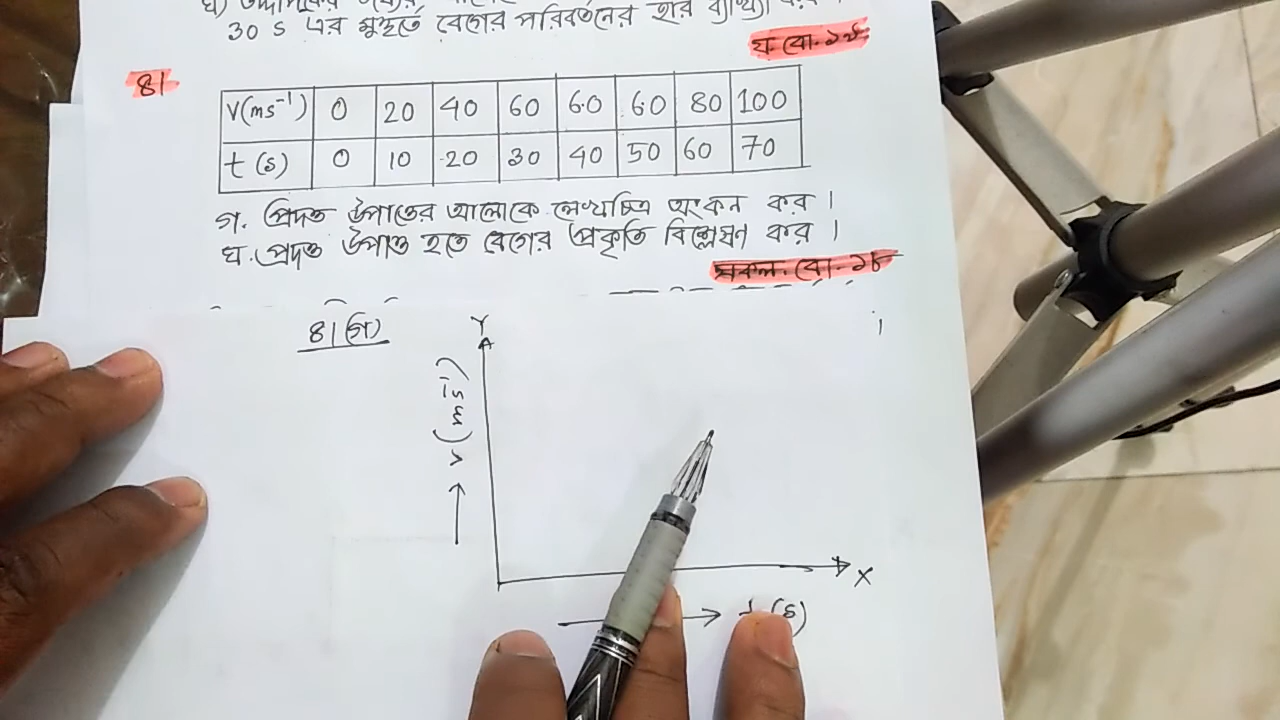 30 S এর মুহূর্তে বেগের পরিবর্তনের হার ব্যাখ্যা কর।
য. বো. ১৯
৪।
V(ms⁻¹) 0 20 40 60 60 60 80 100
t (s) 0 10 20 30 40 50 60 70
গ. প্রদত্ত উপাত্তের আলোকে লেখচিত্র অংকন কর।
ঘ. প্রদত্ত উপাত্ত হতে বেগের প্রকৃতি বিশ্লেষণ কর।
সকল. বো. ১৮
৪।(গ)
Y
V (ms⁻¹)
X
t (s)